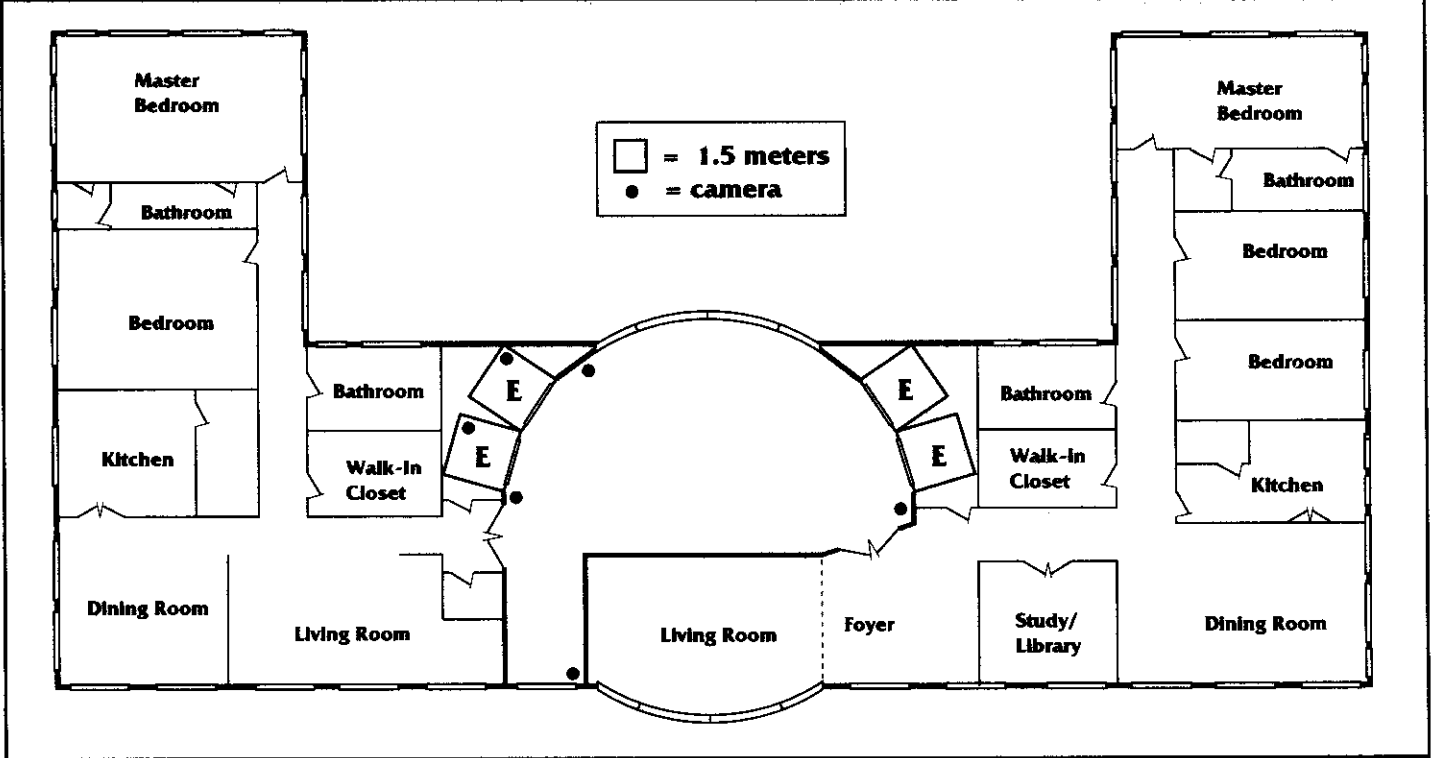 Master
Bedroom
Bathroom
Bedroom
Kitchen
Dining Room
Living Room
Bathroom
Walk-In
Closet
E
E
= 1.5 meters
= camera
E
E
Living Room
Foyer
Bathroom
Walk-In
Closet
Study/
Library
Master
Bedroom
Bathroom
Bedroom
Bedroom
Kitchen
Dining Room